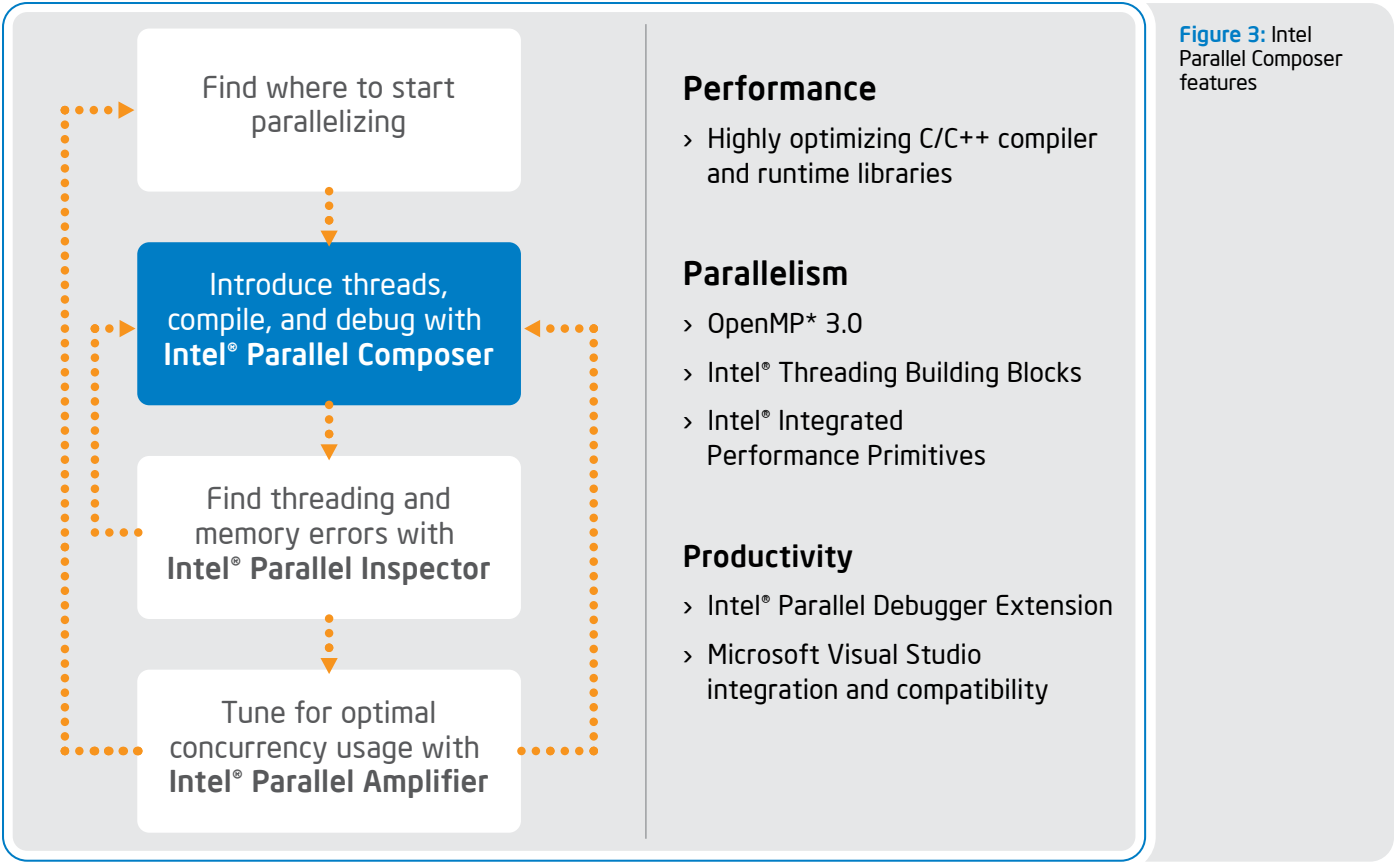 Find where to start
parallelizing
Introduce threads,
compile, and debug with
Intel® Parallel Composer
Find threading and
memory errors with
Intel® Parallel Inspector
Tune for optimal
concurrency usage with
Intel® Parallel Amplifier
Performance
› Highly optimizing C/C++ compiler
and runtime libraries
Parallelism
› OpenMP* 3.0
› Intel® Threading Building Blocks
› Intel® Integrated
Performance Primitives
Productivity
› Intel® Parallel Debugger Extension
› Microsoft Visual Studio
integration and compatibility
Figure 3: Intel
Parallel Composer
features